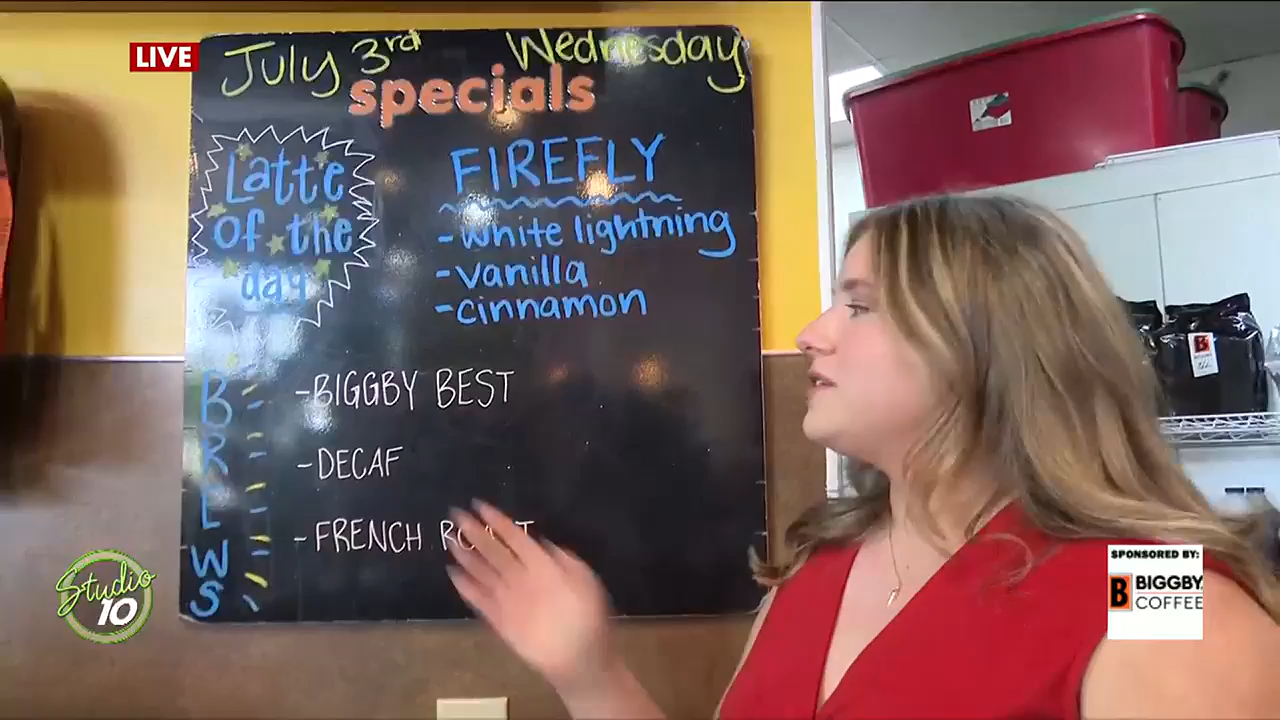 LIVE
July 3rd Wednesday
specials
Latte
of the
day
FIREFLY
-white lightning
-vanilla
-cinnamon
B
R
E
W
S
-BIGGBY BEST
-DECAF
-FRENCH ROAST
Studio
10
SPONSORED BY:
B BIGGBY
COFFEE